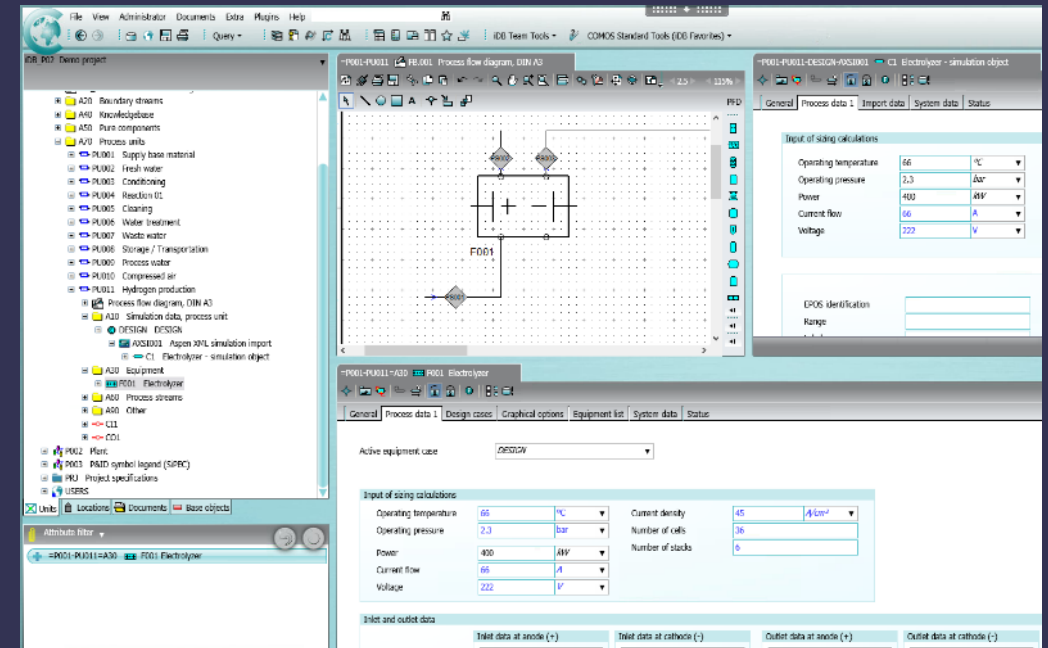 File View Administrator Documents Extra Plugins Help
Query
iDB Team Tools
COMOS Standard Tools (iDB Favorites)
iDB_P02 Demo project
A20 Boundary streams
A40 Knowledgebase
A50 Pure components
A70 Process units
PU001 Supply base material
PU002 Fresh water
PU003 Conditioning
PU004 Reaction 01
PU005 Cleaning
PU006 Water treatment
PU007 Waste water
PU008 Storage / Transportation
PU009 Process water
PU010 Compressed air
PU011 Hydrogen production
Process flow diagram, DIN A3
A10 Simulation data, process unit
DESIGN DESIGN
AXSI001 Aspen XML simulation import
C1 Electrolyzer - simulation object
A30 Equipment
F001 Electrolyzer
A60 Process streams
A90 Other
CI1
CO1
P002 Plant
P003 P&ID symbol legend (SIPEC)
PRJ Project specifications
USERS
Units Locations Documents Base objects
Attribute filter
=P001-PU011=A30 F001 Electrolyzer
=P001-PU011 FB.001 Process flow diagram, DIN A3
2.5
135%
A
PFD
F001
=P001-PU011-DESIGN-AXSI001 C1 Electrolyzer - simulation object
General Process data 1 Import data System data Status
Input of sizing calculations
Operating temperature 66 °C
Operating pressure 2.3 bar
Power 400 kW
Current flow 66 A
Voltage 222 V
EPOS identification
Range
=P001-PU011=A30 F001 Electrolyzer
General Process data 1 Design cases Graphical options Equipment list System data Status
Active equipment case DESIGN
Input of sizing calculations
Operating temperature 66 °C Current density 45 A/cm²
Operating pressure 2.3 bar Number of cells 36
Power 400 kW Number of stacks 6
Current flow 66 A
Voltage 222 V
Inlet and outlet data
Inlet data at anode (+) Inlet data at cathode (-) Outlet data at anode (+) Outlet data at cathode (-)